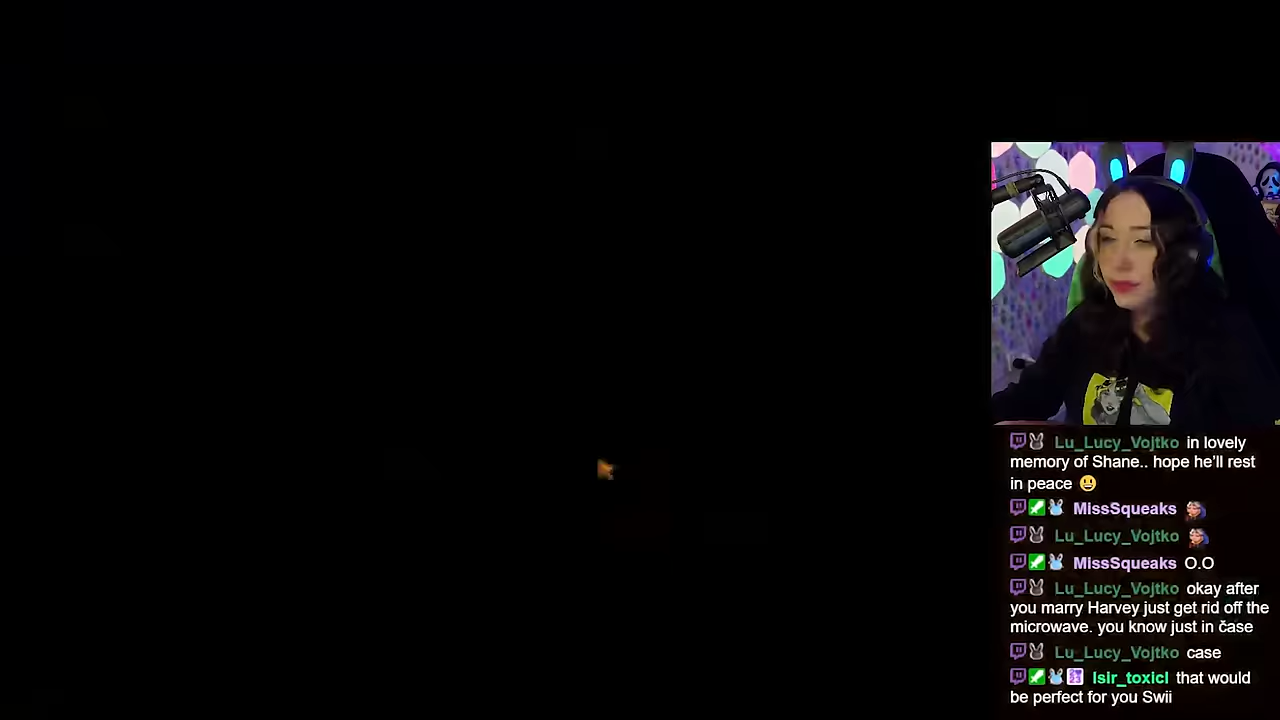 Lu_Lucy_Vojtko in lovely
memory of Shane.. hope he'll rest
in peace 😀
MissSqueaks
Lu_Lucy_Vojtko
MissSqueaks O.O
Lu_Lucy_Vojtko okay after
you marry Harvey just get rid off the
microwave. you know just in čase
Lu_Lucy_Vojtko case
lsir_toxicl that would
be perfect for you Swii